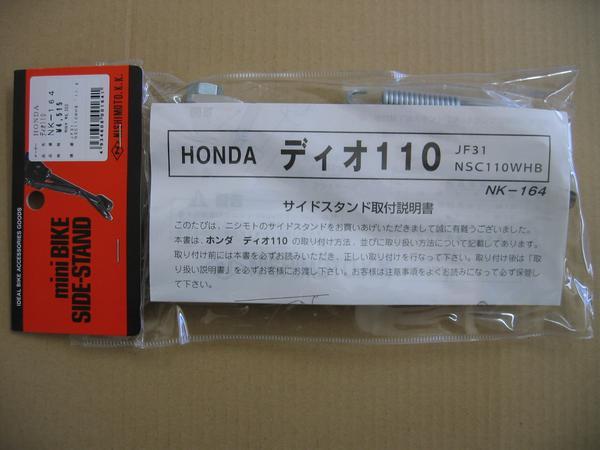 HONDA ディオ110 JF31
NSC110WHB
NK-164
サイドスタンド取付説明書
このたびは、ニシモトのサイドスタンドをお買いあげいただきまして誠に有難うございました。
本書は、ホンダ ディオ110 の取り付け方法、並びに取り扱い方法について記載してあります。
取り付け前には本書を必ずお読みいただき、正しい取り付けを行なって下さい。取り付け後は「取
り扱い説明書」を必ずお客様にお渡し下さい。お客様は注意事項をよくお読みになって必ず保管し
て下さい。
HONDA
ディオ110
NK-164
¥4,515
NISHIMOTO.K.K.
mini BIKE
SIDE-STAND
IDEAL BIKE ACCESSORIES GOODS